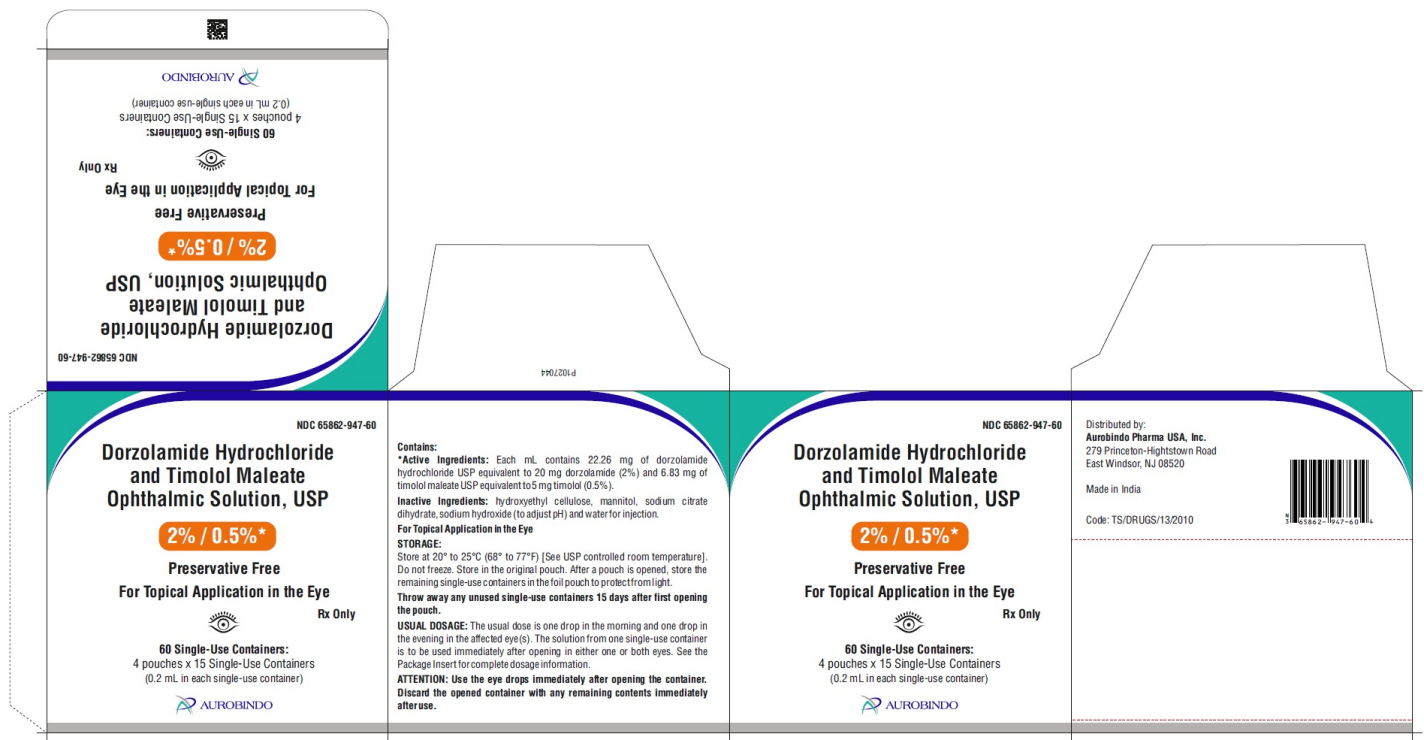 AUROBINDO
(0.2 mL in each single-use container)
4 pouches x 15 Single-Use Containers
60 Single-Use Containers:
Rx Only
For Topical Application in the Eye
Preservative Free
2% / 0.5%*
Ophthalmic Solution, USP
and Timolol Maleate
Dorzolamide Hydrochloride
NDC 65862-947-60
P1027044
NDC 65862-947-60
Dorzolamide Hydrochloride
and Timolol Maleate
Ophthalmic Solution, USP
2% / 0.5%*
Preservative Free
For Topical Application in the Eye
Rx Only
60 Single-Use Containers:
4 pouches x 15 Single-Use Containers
(0.2 mL in each single-use container)
AUROBINDO
Contains:
*Active Ingredients: Each mL contains 22.26 mg of dorzolamide
hydrochloride USP equivalent to 20 mg dorzolamide (2%) and 6.83 mg of
timolol maleate USP equivalent to 5 mg timolol (0.5%).
Inactive Ingredients: hydroxyethyl cellulose, mannitol, sodium citrate
dihydrate, sodium hydroxide (to adjust pH) and water for injection.
For Topical Application in the Eye
STORAGE:
Store at 20° to 25°C (68° to 77°F) [See USP controlled room temperature].
Do not freeze. Store in the original pouch. After a pouch is opened, store the
remaining single-use containers in the foil pouch to protect from light.
Throw away any unused single-use containers 15 days after first opening
the pouch.
USUAL DOSAGE: The usual dose is one drop in the morning and one drop in
the evening in the affected eye(s). The solution from one single-use container
is to be used immediately after opening in either one or both eyes. See the
Package Insert for complete dosage information.
ATTENTION: Use the eye drops immediately after opening the container.
Discard the opened container with any remaining contents immediately
after use.
NDC 65862-947-60
Dorzolamide Hydrochloride
and Timolol Maleate
Ophthalmic Solution, USP
2% / 0.5%*
Preservative Free
For Topical Application in the Eye
Rx Only
60 Single-Use Containers:
4 pouches x 15 Single-Use Containers
(0.2 mL in each single-use container)
AUROBINDO
Distributed by:
Aurobindo Pharma USA, Inc.
279 Princeton-Hightstown Road
East Windsor, NJ 08520
Made in India
Code: TS/DRUGS/13/2010
N
3 65862-947-60 4